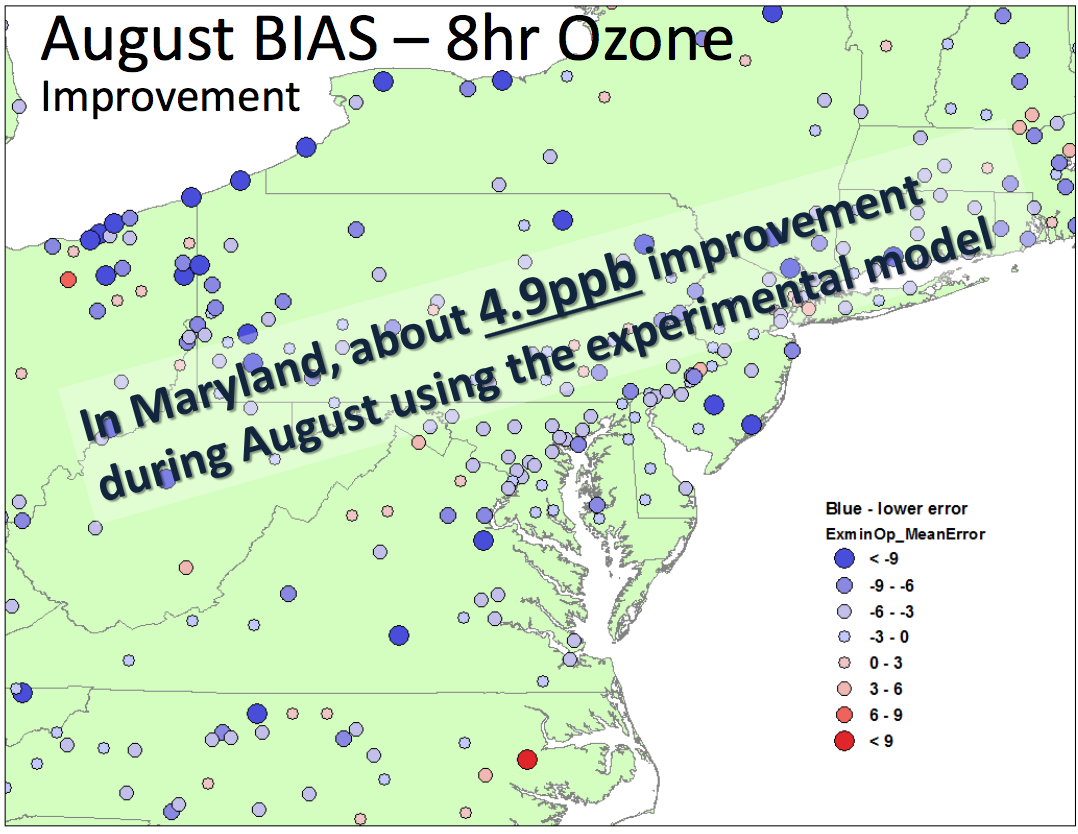 August BIAS – 8hr Ozone
Improvement
In Maryland, about 4.9ppb improvement
during August using the experimental model
Blue - lower error
ExminOp_MeanError
< -9
-9 - -6
-6 - -3
-3 - 0
0 - 3
3 - 6
6 - 9
< 9